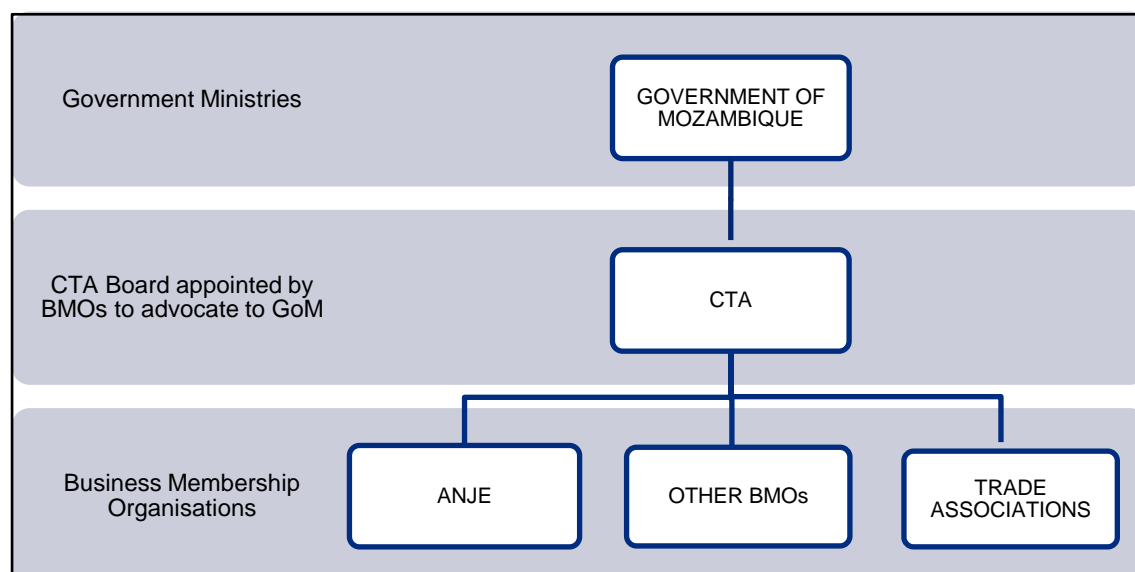 Government Ministries
GOVERNMENT OF
MOZAMBIQUE
CTA Board appointed by
BMOs to advocate to GoM
CTA
Business Membership
Organisations
ANJE
OTHER BMOs
TRADE
ASSOCIATIONS